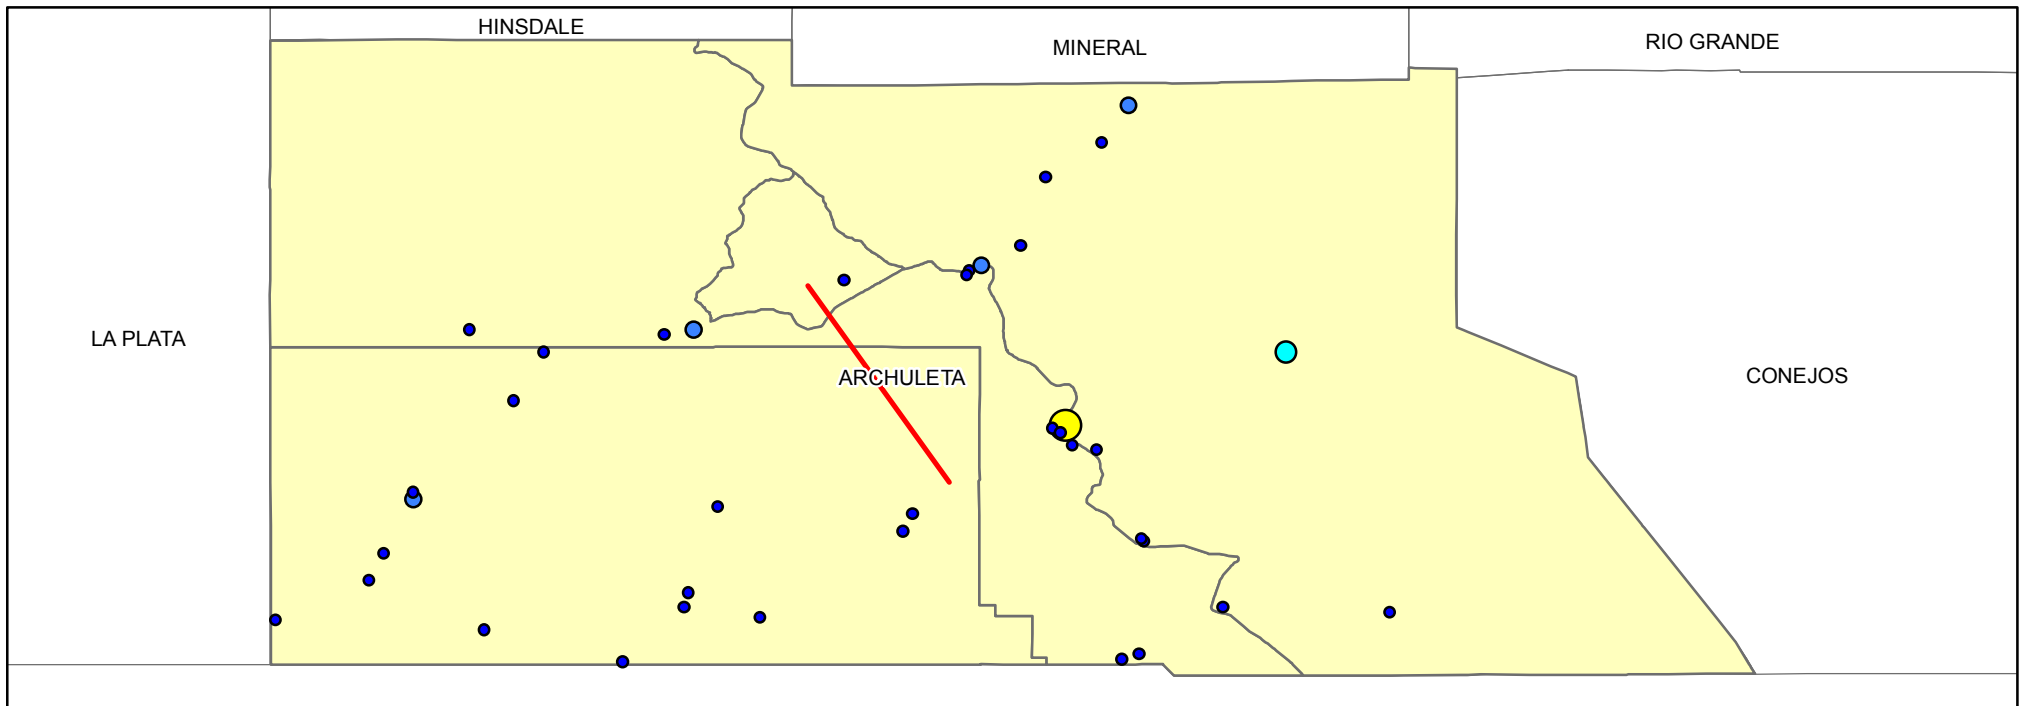 HINSDALE
MINERAL
RIO GRANDE
LA PLATA
ARCHULETA
CONEJOS